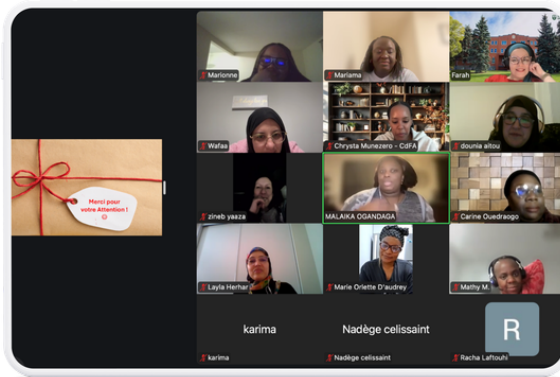 Merci pour
votre Attention !
Marionne
Mariama
Farah
Wafaa
Chrysta Munezero - CdFA
dounia aitou
zineb yaaza
MALAIKA OGANDAGA
Carine Ouedraogo
Layla Herhar
Marie Orlette D'audrey
Mathy M.
karima
Nadège celissaint
R
karima
Nadège celissaint
Racha Laftouhi